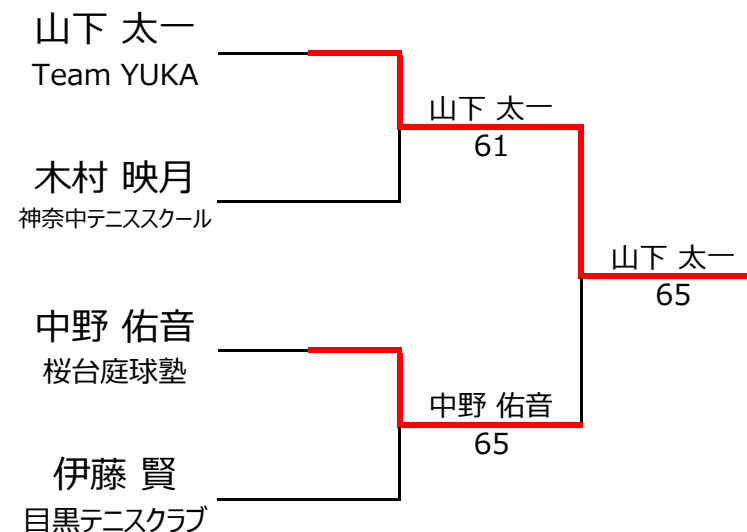 山下 太一
Team YUKA
山下 太一
61
木村 映月
神奈中テニススクール
山下 太一
65
中野 佑音
桜台庭球塾
中野 佑音
65
伊藤 賢
目黒テニスクラブ